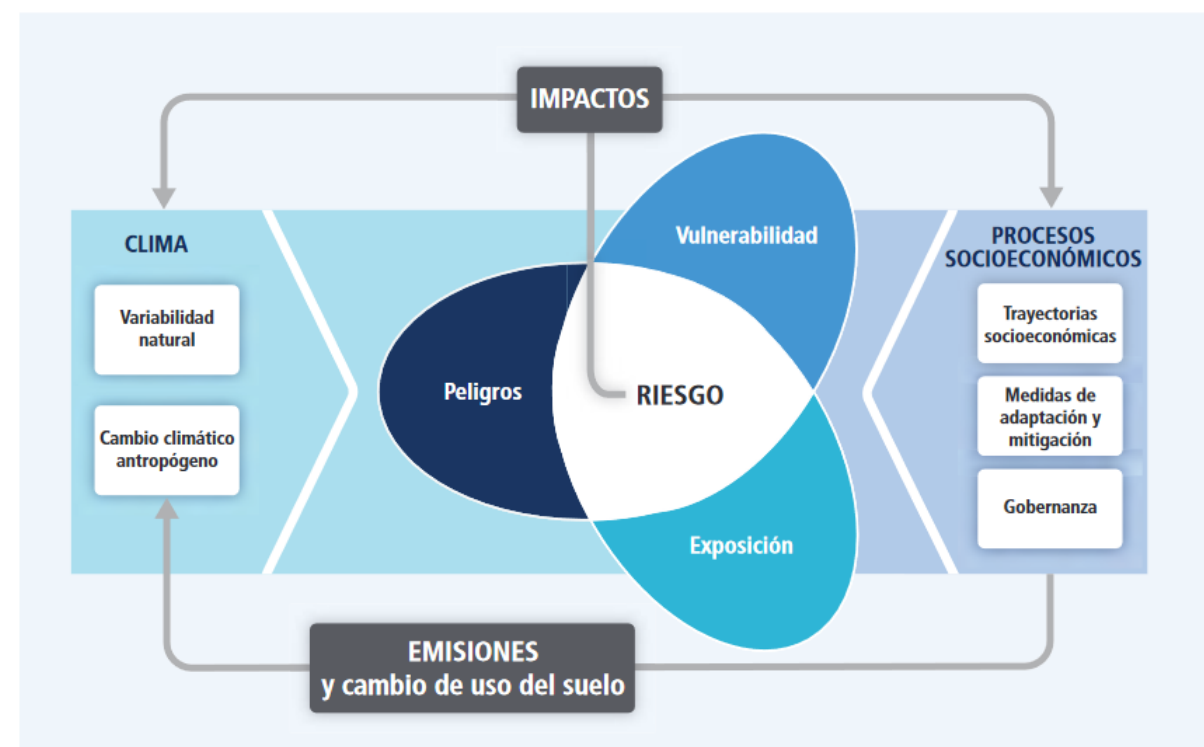 IMPACTOS
CLIMA
Variabilidad
natural
Cambio climático
antropógeno
Vulnerabilidad
Peligros
RIESGO
Exposición
PROCESOS
SOCIOECONÓMICOS
Trayectorias
socioeconómicas
Medidas de
adaptación y
mitigación
Gobernanza
EMISIONES
y cambio de uso del suelo